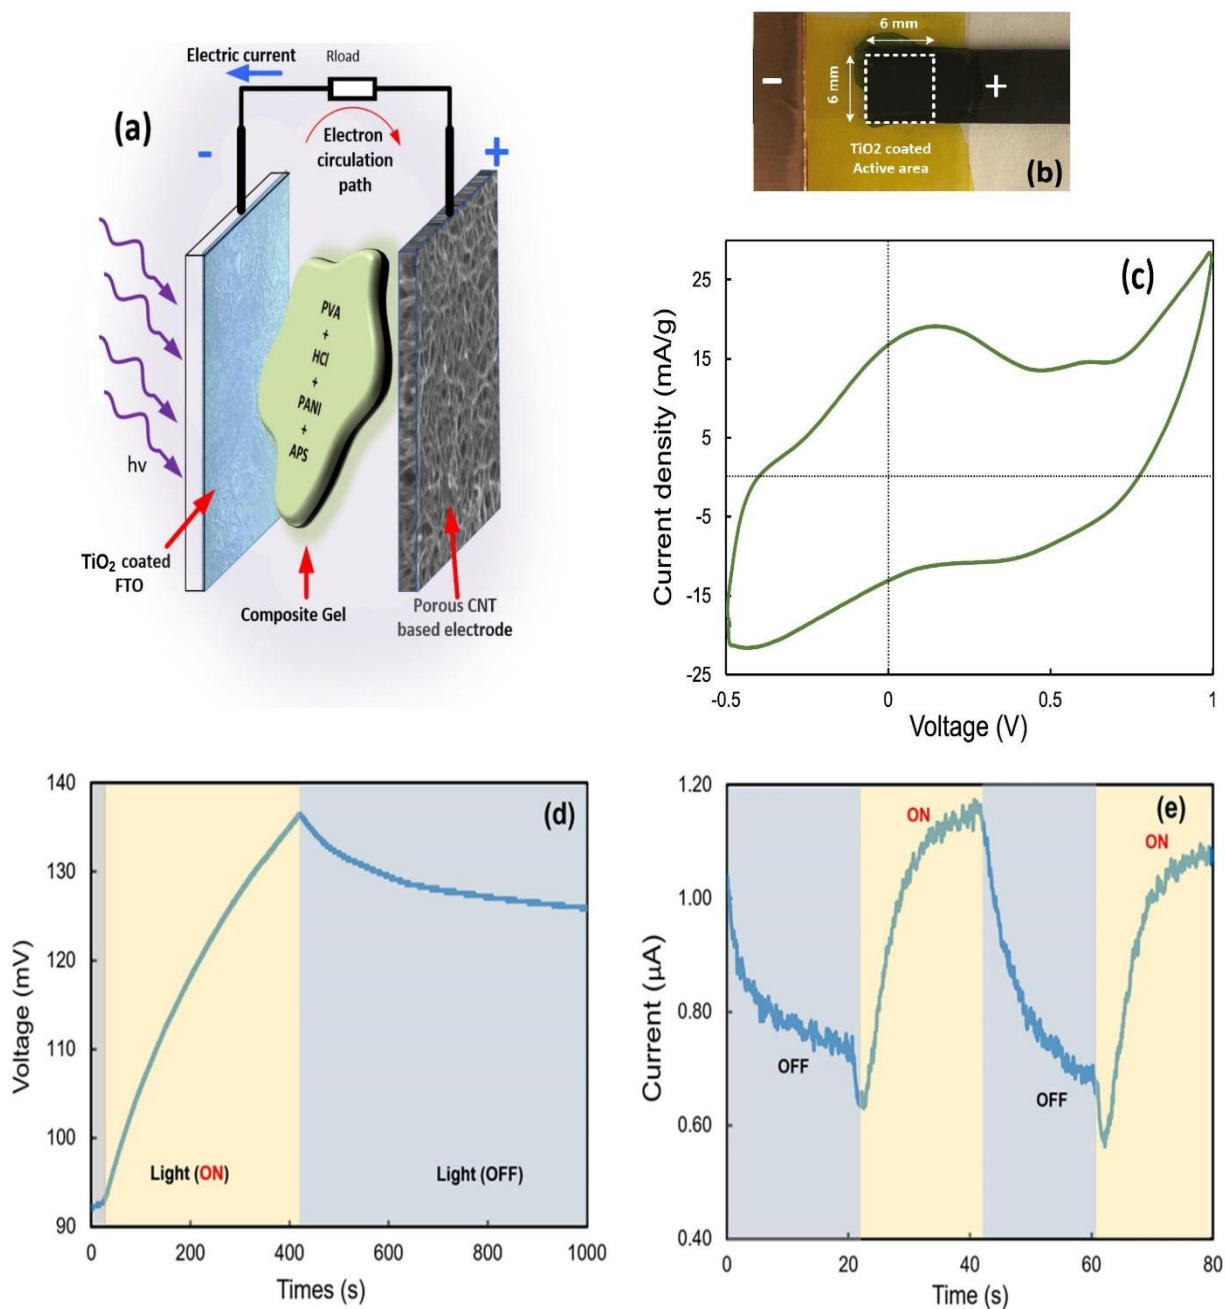 (a)
Electric current
Rload
-
+
Electron
circulation
path
PVA
+
HCl
+
PANI
+
APS
hv
TiO₂ coated
FTO
Composite Gel
Porous CNT
based electrode
6 mm
6 mm
-
+
TiO2 coated
Active area
(b)
(c)
Current density (mA/g)
25
15
5
-5
-15
-25
-0.5 0 0.5 1
Voltage (V)
(d)
Voltage (mV)
140
130
120
110
100
90
Light (ON)
Light (OFF)
0 200 400 600 800 1000
Times (s)
(e)
Current (µA)
1.20
1.00
0.80
0.60
0.40
OFF
ON
OFF
ON
0 20 40 60 80
Time (s)